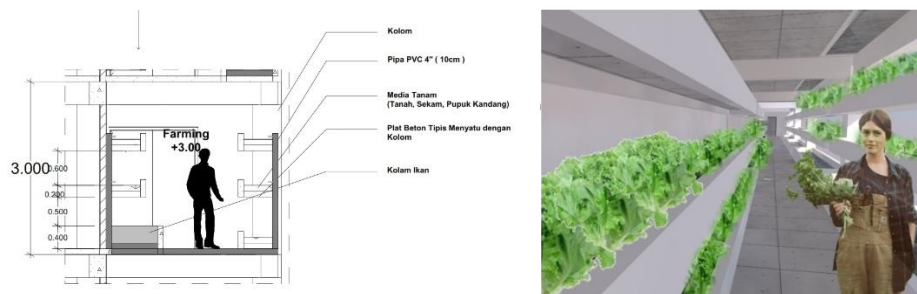 Kolom
Pipa PVC 4" ( 10cm )
Media Tanam
(Tanah, Sekam, Pupuk Kandang)
Plat Beton Tipis Menyatu dengan
Kolom
Kolam Ikan
Farming
+3.00
3.000
0.600
0.200
0.500
0.400